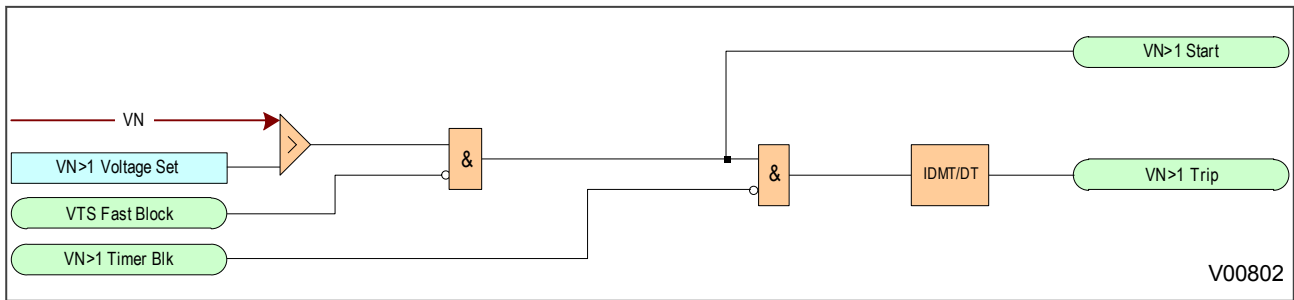 VN>1 Start
VN
>
VN>1 Voltage Set
&
&
IDMT/DT
VN>1 Trip
VTS Fast Block
VN>1 Timer Blk
V00802